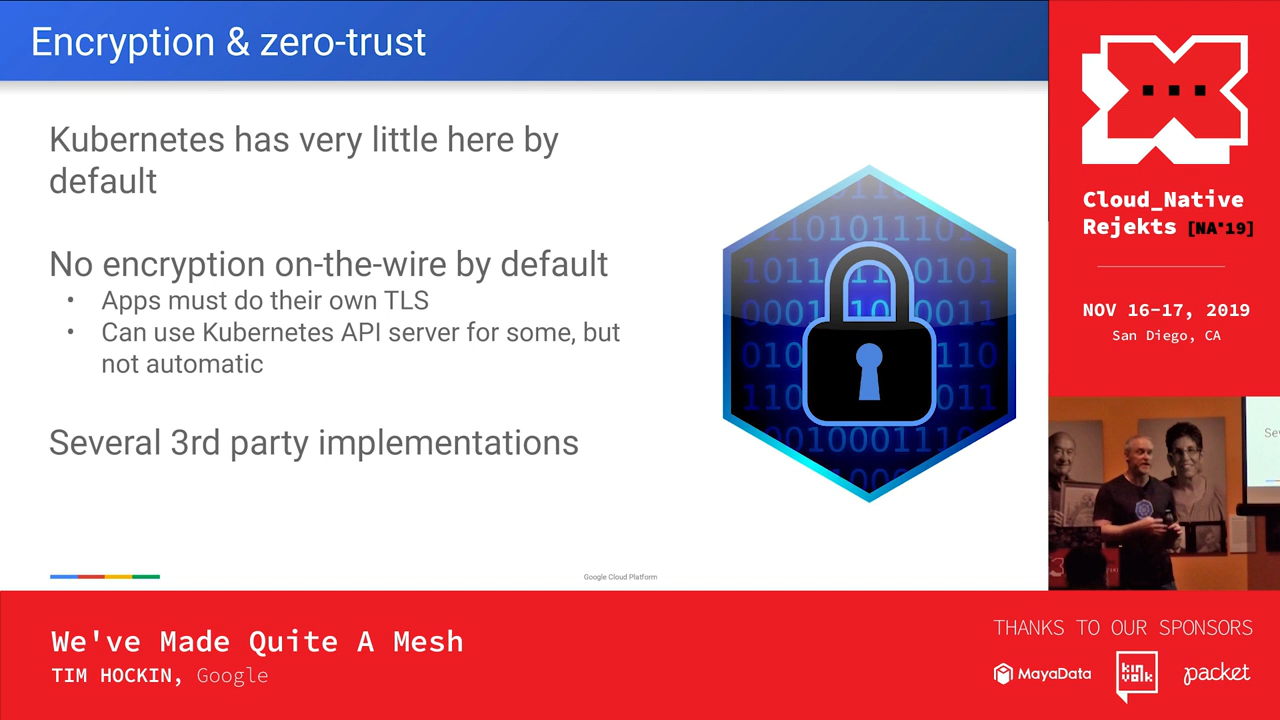 Encryption & zero-trust
Kubernetes has very little here by
default
No encryption on-the-wire by default
• Apps must do their own TLS
• Can use Kubernetes API server for some, but
not automatic
Several 3rd party implementations
Google Cloud Platform
Cloud_Native
Rejekts [NA'19]
NOV 16-17, 2019
San Diego, CA
We've Made Quite A Mesh
TIM HOCKIN, Google
THANKS TO OUR SPONSORS
MayaData
kinvolk
packet